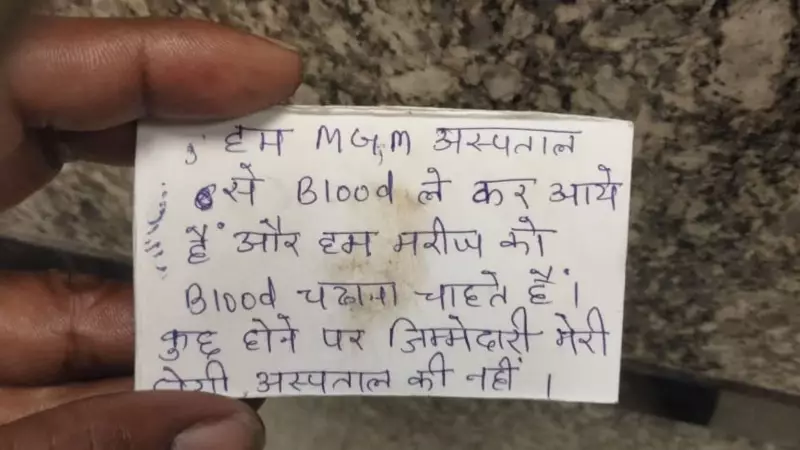 हम MGM अस्पताल
से Blood ले कर आये
हैं और हम मरीज को
Blood चढाना चाहते हैं।
कुछ होने पर जिम्मेदारी मेरी
होगी अस्पताल की नहीं ।